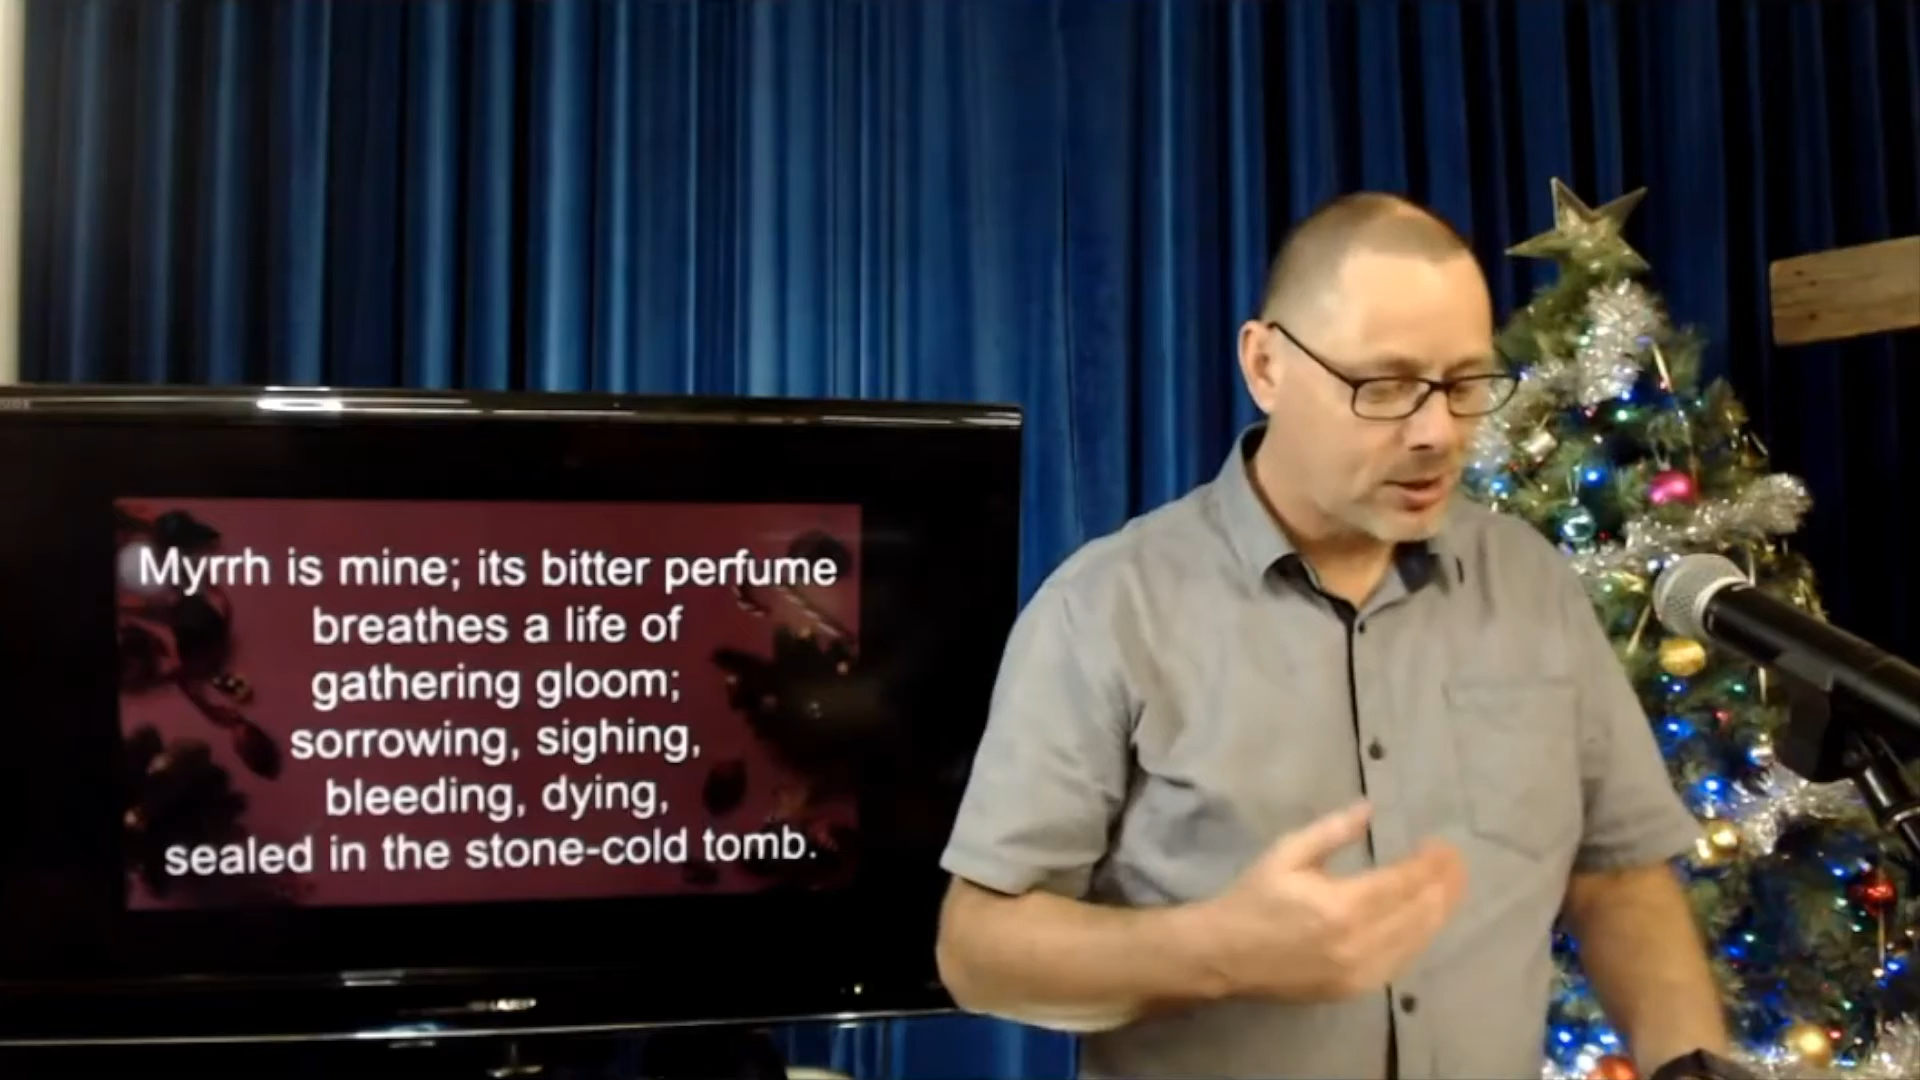 Myrrh is mine; its bitter perfume
breathes a life of
gathering gloom;
sorrowing, sighing,
bleeding, dying,
sealed in the stone-cold tomb.
SHARP